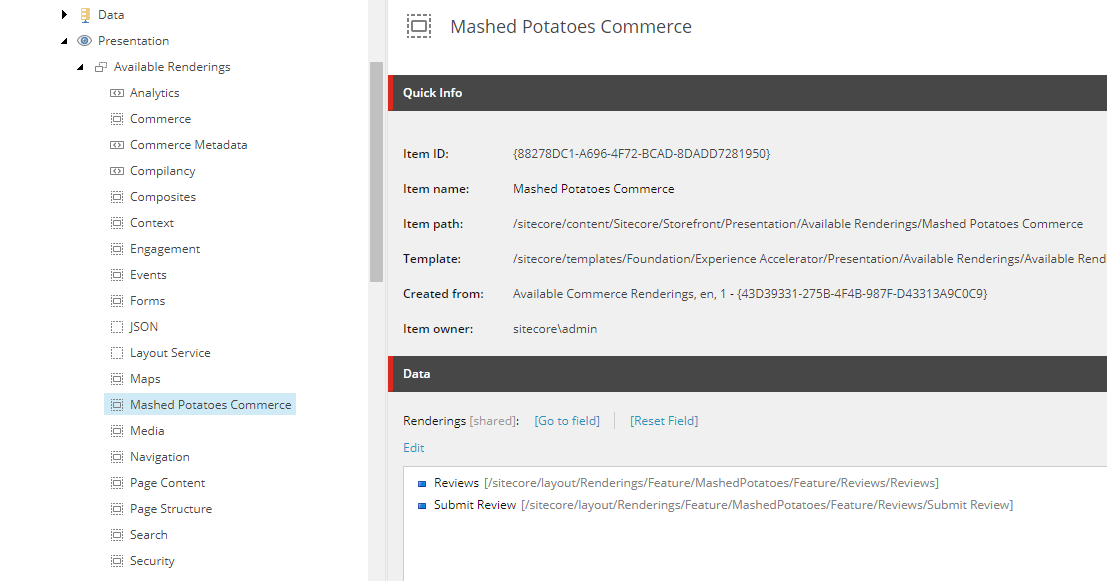 Data
Presentation
Available Renderings
Analytics
Commerce
Commerce Metadata
Compilancy
Composites
Context
Engagement
Events
Forms
JSON
Layout Service
Maps
Mashed Potatoes Commerce
Media
Navigation
Page Content
Page Structure
Search
Security
Mashed Potatoes Commerce
Quick Info
Item ID: {88278DC1-A696-4F72-BCAD-8DADD7281950}
Item name: Mashed Potatoes Commerce
Item path: /sitecore/content/Sitecore/Storefront/Presentation/Available Renderings/Mashed Potatoes Commerce
Template: /sitecore/templates/Foundation/Experience Accelerator/Presentation/Available Renderings/Available Rend
Created from: Available Commerce Renderings, en, 1 - {43D39331-275B-4F4B-987F-D43313A9C0C9}
Item owner: sitecore\admin
Data
Renderings [shared]: [Go to field] [Reset Field]
Edit
Reviews [/sitecore/layout/Renderings/Feature/MashedPotatoes/Feature/Reviews/Reviews]
Submit Review [/sitecore/layout/Renderings/Feature/MashedPotatoes/Feature/Reviews/Submit Review]